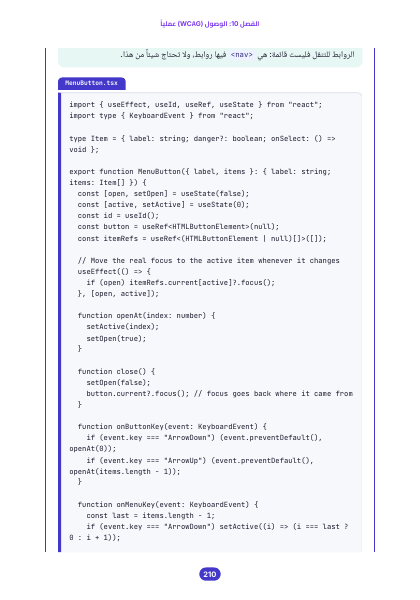 الفصل 10: الوصول (WCAG) عملياً
الروابط للتنقل فليست قائمة: هي <nav> فيها روابط، ولا تحتاج شيئاً من هذا.
MenuButton.tsx
import { useEffect, useId, useRef, useState } from "react";
import type { KeyboardEvent } from "react";
type Item = { label: string; danger?: boolean; onSelect: () =>
void };
export function MenuButton({ label, items }: { label: string;
items: Item[] }) {
const [open, setOpen] = useState(false);
const [active, setActive] = useState(0);
const id = useId();
const button = useRef<HTMLButtonElement>(null);
const itemRefs = useRef<(HTMLButtonElement | null)[]>([]);
// Move the real focus to the active item whenever it changes
useEffect(() => {
if (open) itemRefs.current[active]?.focus();
}, [open, active]);
function openAt(index: number) {
setActive(index);
setOpen(true);
}
function close() {
setOpen(false);
button.current?.focus(); // focus goes back where it came from
}
function onButtonKey(event: KeyboardEvent) {
if (event.key === "ArrowDown") (event.preventDefault(),
openAt(0));
if (event.key === "ArrowUp") (event.preventDefault(),
openAt(items.length - 1));
}
function onMenuKey(event: KeyboardEvent) {
const last = items.length - 1;
if (event.key === "ArrowDown") setActive((i) => (i === last ?
0 : i + 1));
210